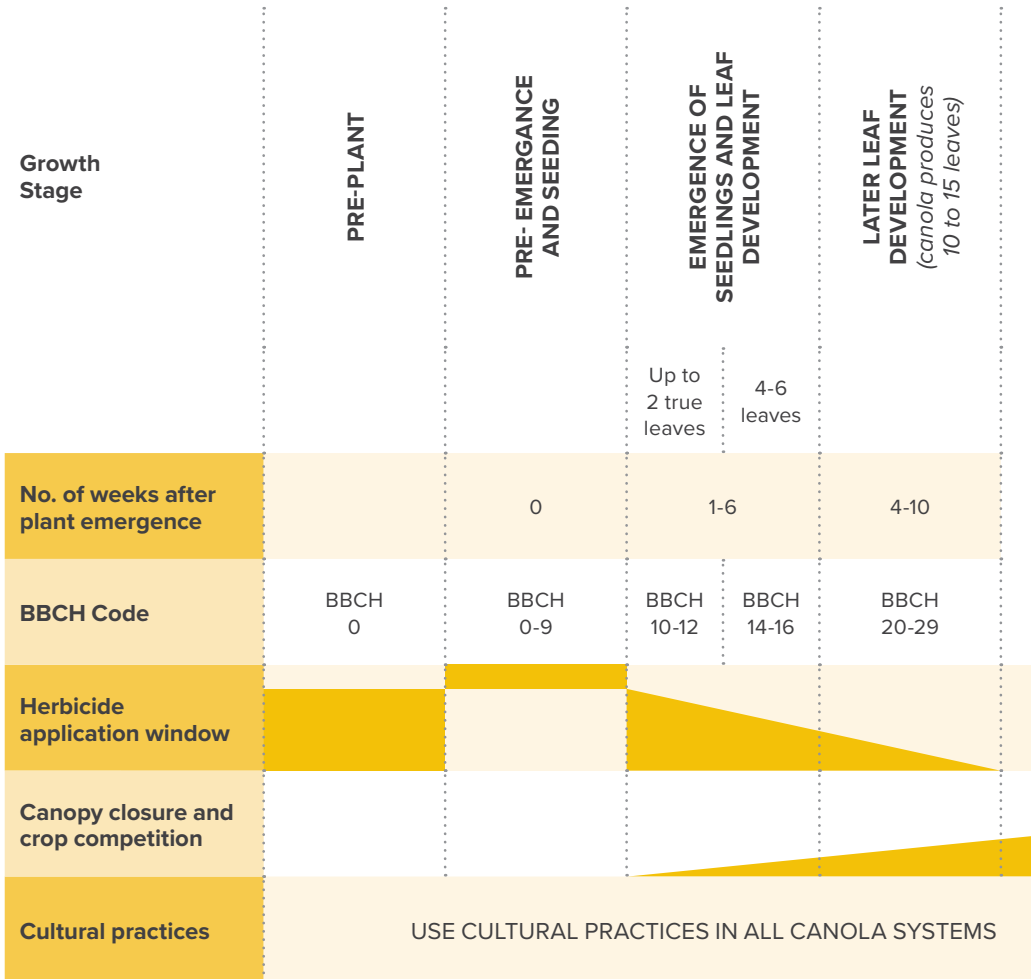 Growth
Stage
PRE-PLANT
PRE- EMERGANCE
AND SEEDING
EMERGENCE OF
SEEDLINGS AND LEAF
DEVELOPMENT
LATER LEAF
DEVELOPMENT
(canola produces
10 to 15 leaves)
Up to
2 true
leaves
4-6
leaves
No. of weeks after
plant emergence
0
1-6
4-10
BBCH Code
BBCH
0
BBCH
0-9
BBCH
10-12
BBCH
14-16
BBCH
20-29
Herbicide
application window
Canopy closure and
crop competition
Cultural practices
USE CULTURAL PRACTICES IN ALL CANOLA SYSTEMS